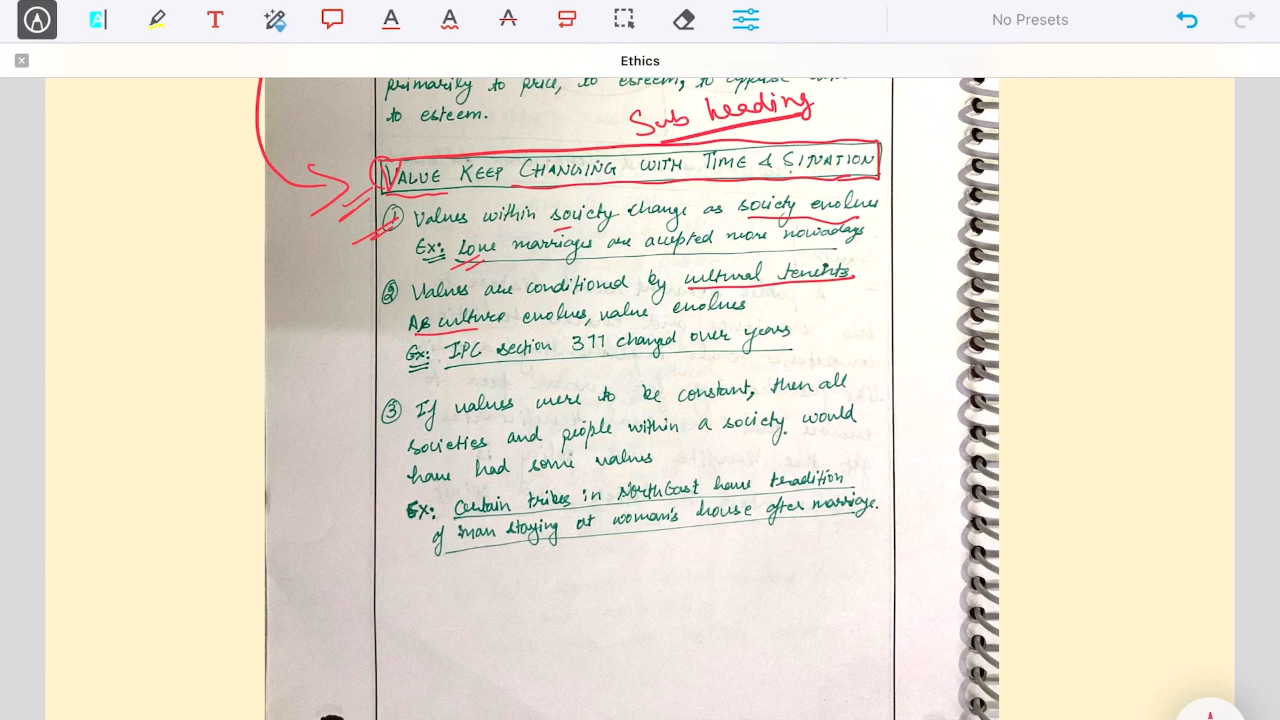 No Presets
Ethics
primarily to price, to esteem, to
to esteem.
Sub heading
VALUE KEEP CHANGING WITH TIME & SITUATION
① Values within society change as society evolves
Ex: Love marriages are accepted more nowadays
② Values are conditioned by cultural tenents
As culture evolves, value evolves
Ex: IPC section 377 changed over years
③ If values were to be constant, then all
societies and people within a society would
have had same values
Ex: Certain tribes in NorthEast have tradition
of man staying at woman's house after marriage.